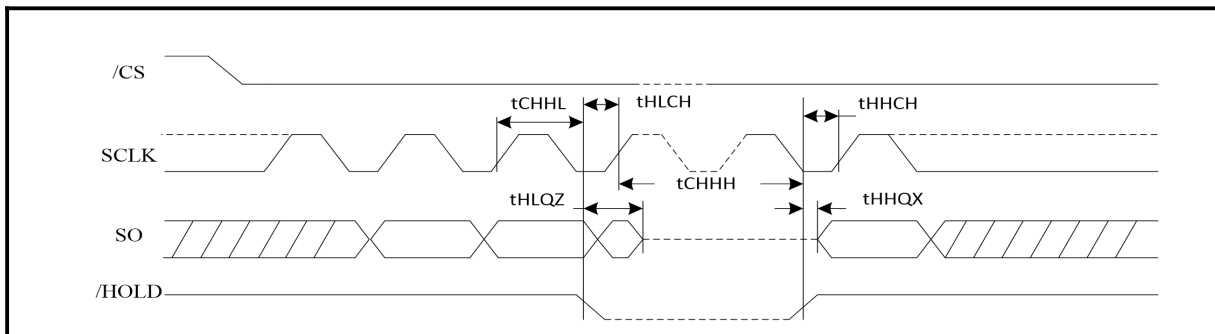 /CS
tCHHL
tHLCH
tHHCH
SCLK
tCHHH
tHLQZ
tHHQX
SO
/HOLD